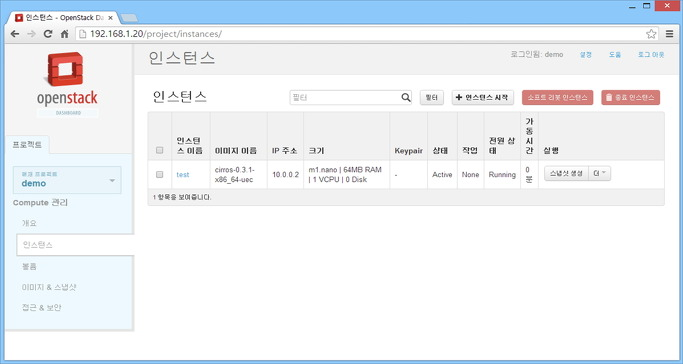 인스턴스 - OpenStack Da
192.168.1.20/project/instances/
openstack
DASHBOARD
인스턴스
로그인됨: demo 설정 도움 로그 아웃
프로젝트
현재 프로젝트
demo
Compute 관리
개요
인스턴스
볼륨
이미지 & 스냅샷
접근 & 보안
인스턴스
필터 필터 인스턴스 시작 소프트 리붓 인스턴스 종료 인스턴스
인스턴스 이름 이미지 이름 IP 주소 크기 Keypair 상태 작업 전원 상태 가동 시간 실행
test cirros-0.3.1-x86_64-uec 10.0.0.2 m1.nano | 64MB RAM | 1 VCPU | 0 Disk - Active None Running 0 분 스냅샷 생성 더
1 항목을 보여줍니다.